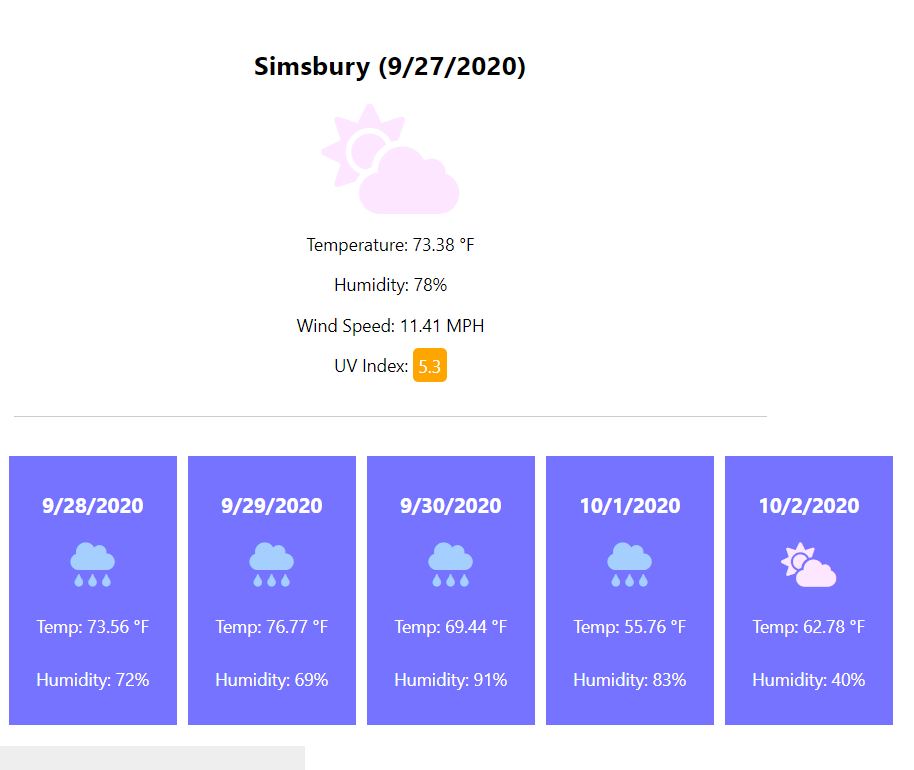 Simsbury (9/27/2020)
Temperature: 73.38 °F
Humidity: 78%
Wind Speed: 11.41 MPH
UV Index: 5.3
9/28/2020
Temp: 73.56 °F
Humidity: 72%
9/29/2020
Temp: 76.77 °F
Humidity: 69%
9/30/2020
Temp: 69.44 °F
Humidity: 91%
10/1/2020
Temp: 55.76 °F
Humidity: 83%
10/2/2020
Temp: 62.78 °F
Humidity: 40%